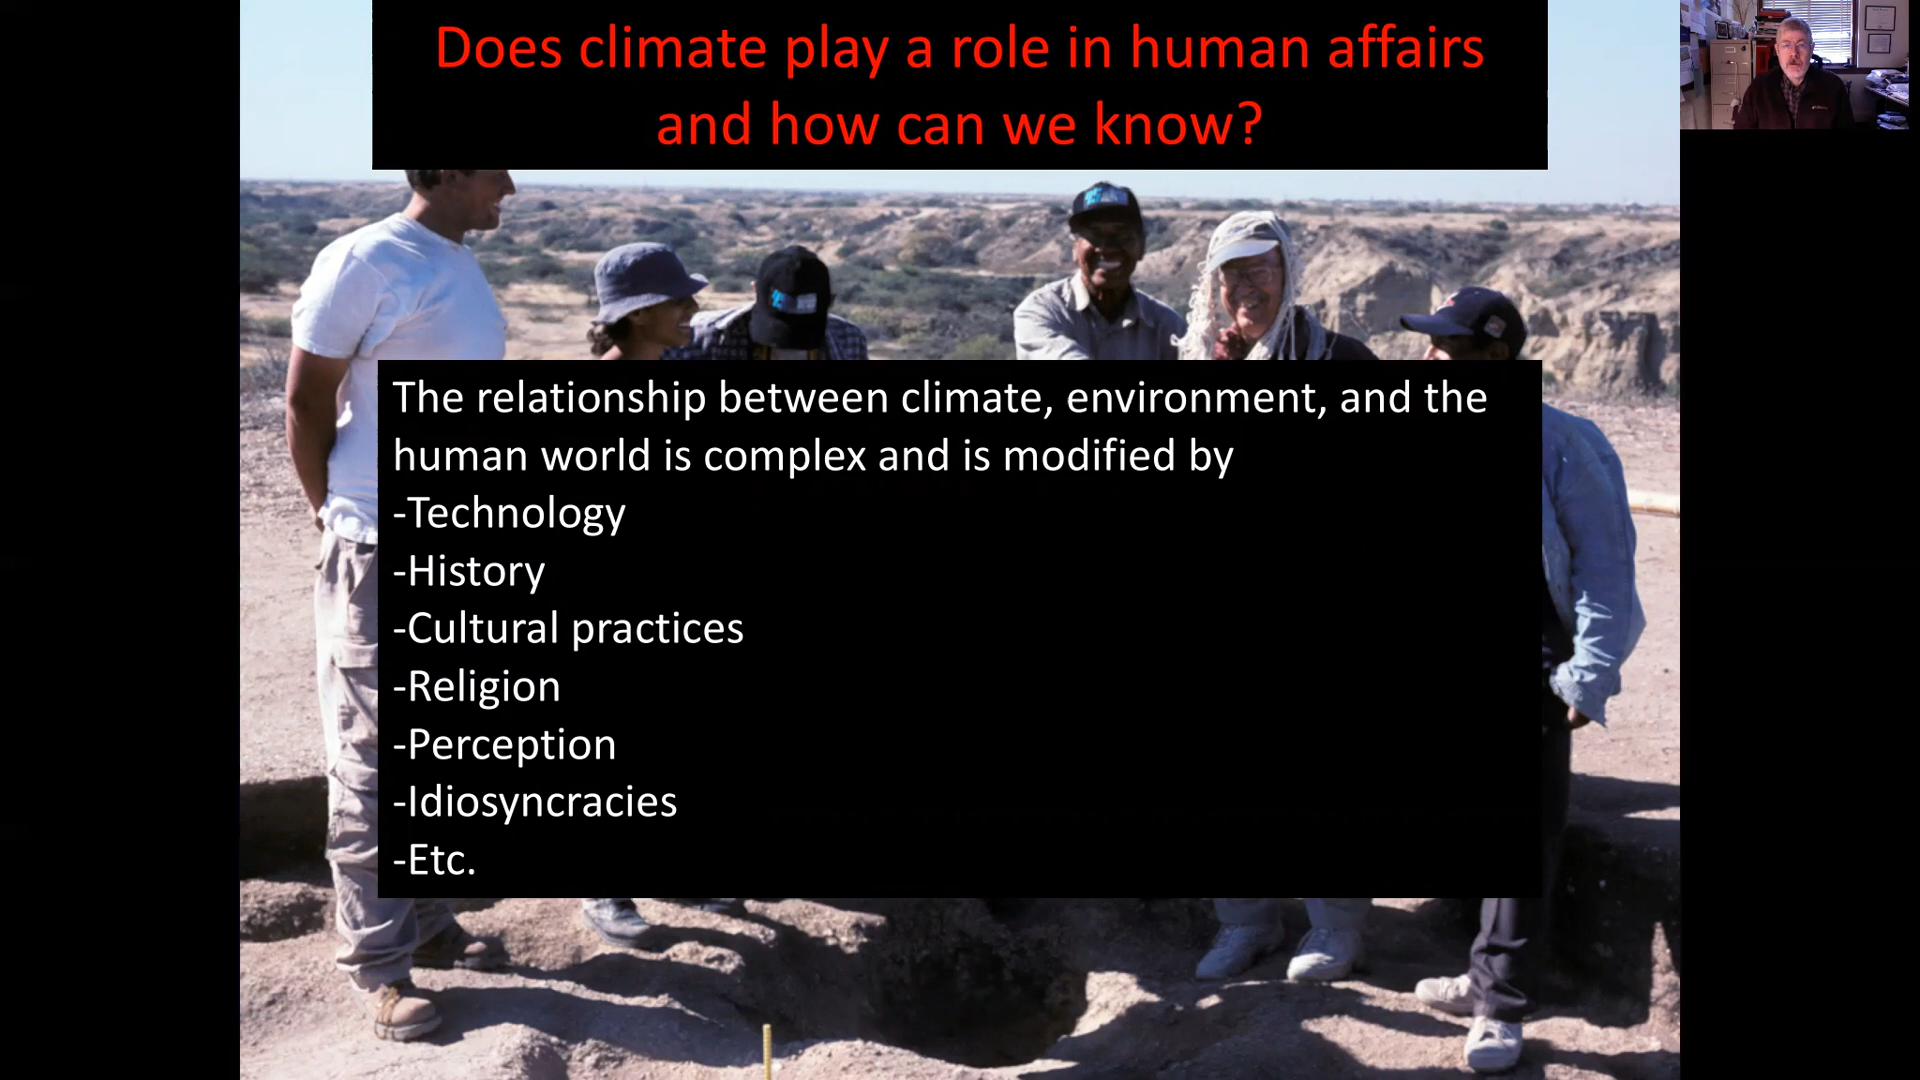 Does climate play a role in human affairs
and how can we know?
The relationship between climate, environment, and the
human world is complex and is modified by
-Technology
-History
-Cultural practices
-Religion
-Perception
-Idiosyncracies
-Etc.